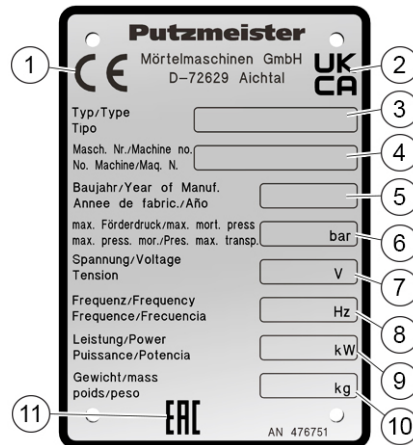 Putzmeister
Mörtelmaschinen GmbH
D-72629 Aichtal
CE
UK
CA
1
2
Typ/Type
Tipo
3
Masch. Nr./Machine no.
No. Machine/Maq. N.
4
Baujahr/Year of Manuf.
Annee de fabric./Año
5
max. Förderdruck/max. mort. press
max. press. mor./Pres. max. transp.
bar
6
Spannung/Voltage
Tension
V
7
Frequenz/Frequency
Frequence/Frecuencia
Hz
8
Leistung/Power
Puissance/Potencia
kW
9
Gewicht/mass
poids/peso
kg
10
11
EAC
AN 476751